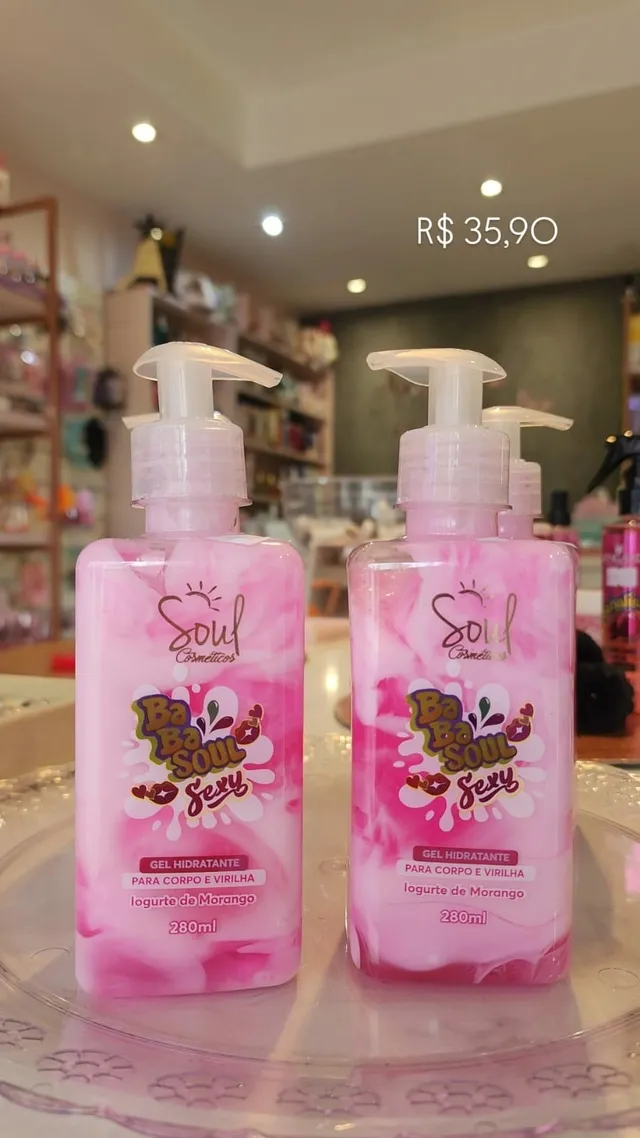 R$ 35,90
Soul
Cosméticos
Ba
Ba
SOUL
Sexy
GEL HIDRATANTE
PARA CORPO E VIRILHA
Iogurte de Morango
280ml
Soul
Cosméticos
Ba
Ba
SOUL
Sexy
GEL HIDRATANTE
PARA CORPO E VIRILHA
Iogurte de Morango
280ml